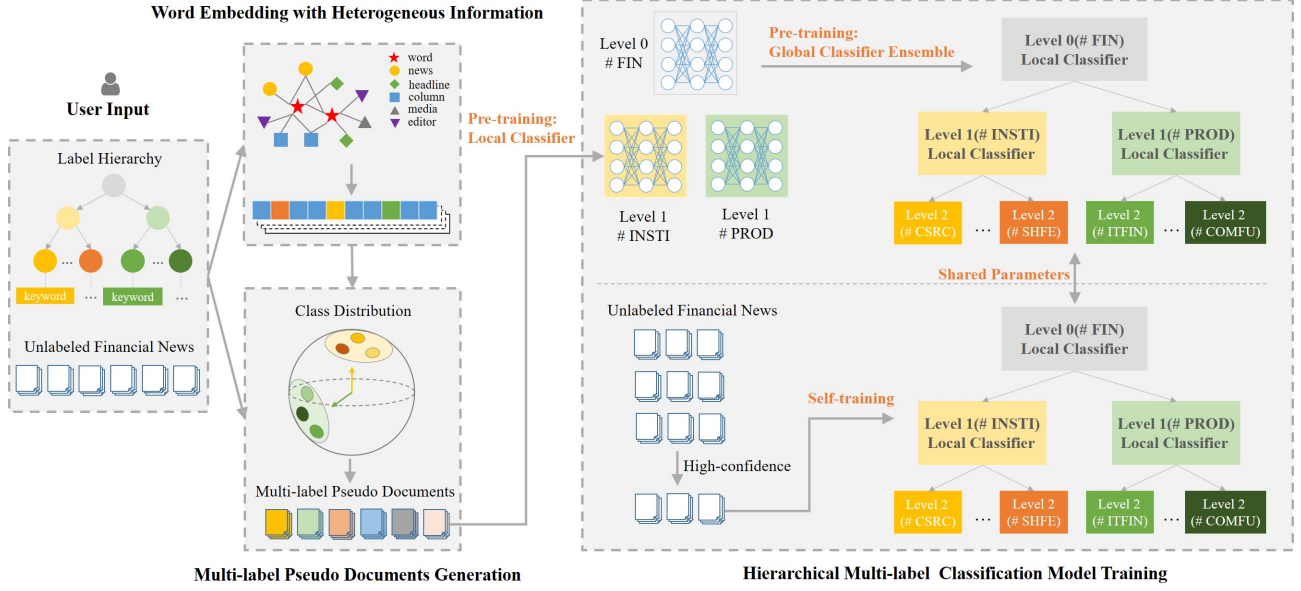 Word Embedding with Heterogeneous Information
User Input
Label Hierarchy
... ...
keyword ... keyword ...
Unlabeled Financial News
word
news
headline
column
media
editor
Class Distribution
Multi-label Pseudo Documents
Multi-label Pseudo Documents Generation
Pre-training:
Local Classifier
Level 0
# FIN
Level 1
# INSTI
Level 1
# PROD
Pre-training:
Global Classifier Ensemble
Level 0(# FIN)
Local Classifier
Level 1(# INSTI)
Local Classifier
Level 1(# PROD)
Local Classifier
Level 2
(# CSRC)
...
Level 2
(# SHFE)
Level 2
(# ITFIN)
...
Level 2
(# COMFU)
Shared Parameters
Unlabeled Financial News
High-confidence
Self-training
Level 0(# FIN)
Local Classifier
Level 1(# INSTI)
Local Classifier
Level 1(# PROD)
Local Classifier
Level 2
(# CSRC)
...
Level 2
(# SHFE)
Level 2
(# ITFIN)
...
Level 2
(# COMFU)
Hierarchical Multi-label Classification Model Training